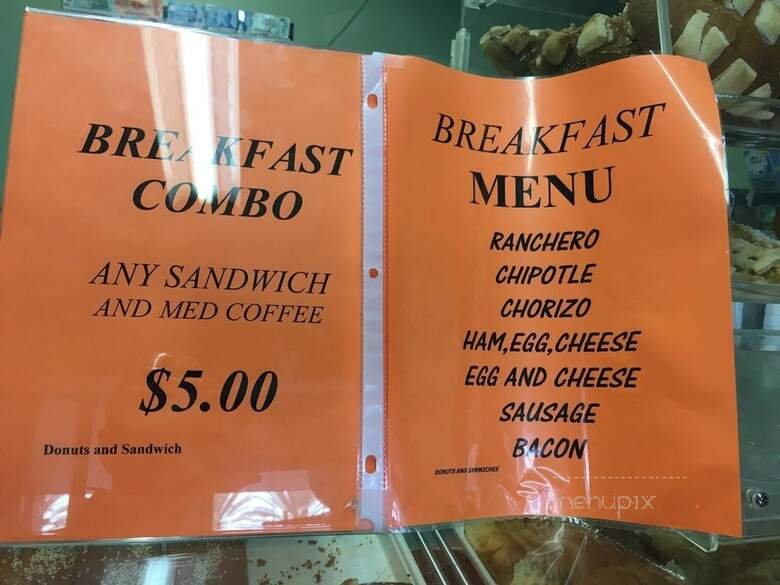 BREAKFAST
COMBO
ANY SANDWICH
AND MED COFFEE
$5.00
Donuts and Sandwich
BREAKFAST
MENU
RANCHERO
CHIPOTLE
CHORIZO
HAM,EGG,CHEESE
EGG AND CHEESE
SAUSAGE
BACON
DONUTS AND SANWICHES
menupix